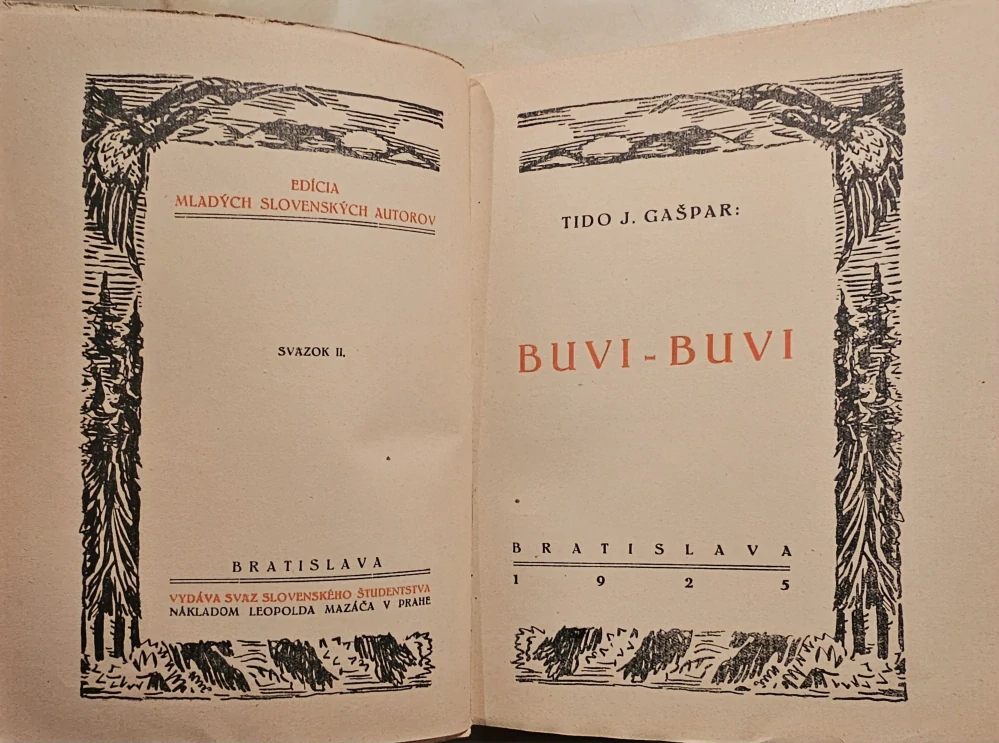 EDÍCIA
MLADÝCH SLOVENSKÝCH AUTOROV
SVAZOK II.
BRATISLAVA
VYDÁVA SVAZ SLOVENSKÉHO ŠTUDENTSTVA
NÁKLADOM LEOPOLDA MAZÁČA V PRAHE
TIDO J. GAŠPAR:
BUVI-BUVI
BRATISLAVA
1925